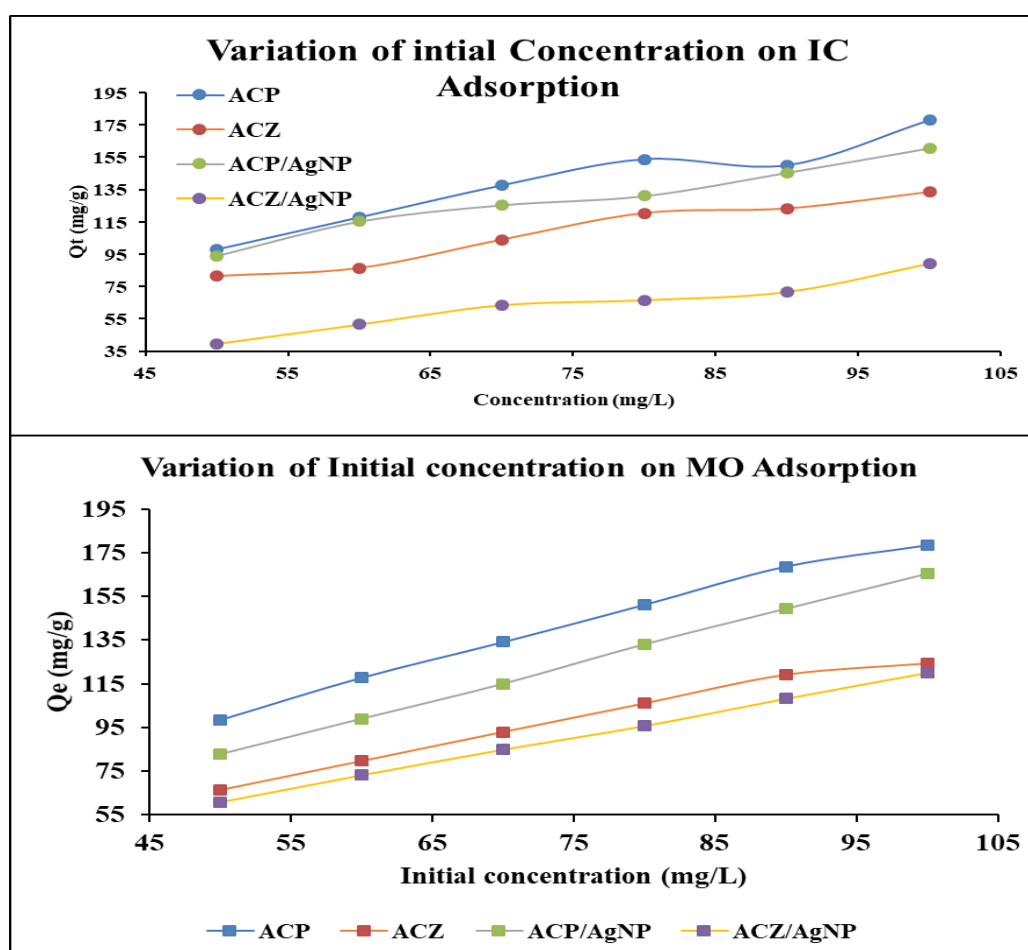 Variation of intial Concentration on IC
Adsorption
195
175
155
135
115
95
75
55
35
Qt (mg/g)
ACP
ACZ
ACP/AgNP
ACZ/AgNP
45 55 65 75 85 95 105
Concentration (mg/L)
Variation of Initial concentration on MO Adsorption
195
175
155
135
115
95
75
55
Qe (mg/g)
45 55 65 75 85 95 105
Initial concentration (mg/L)
ACP ACZ ACP/AgNP ACZ/AgNP